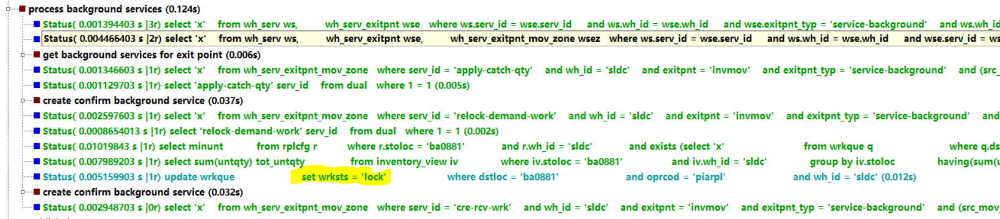 process background services (0.124s)
Status( 0.001394403 s |3r) select 'x' from wh_serv ws, wh_serv_exitpnt wse where ws.serv_id = wse.serv_id and ws.wh_id = wse.wh_id and wse.exitpnt_typ = 'service-background' and ws.wh_id
Status( 0.004466403 s |2r) select 'x' from wh_serv ws, wh_serv_exitpnt wse, wh_serv_exitpnt_mov_zone wsez where ws.serv_id = wse.serv_id and ws.wh_id = wse.wh_id and wse.serv_id = ws
get background services for exit point (0.006s)
Status( 0.001346603 s |1r) select 'x' from wh_serv_exitpnt_mov_zone where serv_id = 'apply-catch-qty' and wh_id = 'sldc' and exitpnt = 'invmov' and exitpnt_typ = 'service-background' and (src_
Status( 0.001129703 s |1r) select 'apply-catch-qty' serv_id from dual where 1 = 1 (0.005s)
create confirm background service (0.037s)
Status( 0.002597603 s |1r) select 'x' from wh_serv_exitpnt_mov_zone where serv_id = 'relock-demand-work' and wh_id = 'sldc' and exitpnt = 'invmov' and exitpnt_typ = 'service-background' and
Status( 0.0008654013 s |1r) select 'relock-demand-work' serv_id from dual where 1 = 1 (0.002s)
Status( 0.01019843 s |1r) select minunt from rplcfg r where r.stoloc = 'ba0881' and r.wh_id = 'sldc' and exists (select 'x' from wrkque q where q.ds
Status( 0.007989203 s |1r) select sum(untqty) tot_untqty from inventory_view iv where iv.stoloc = 'ba0881' and iv.wh_id = 'sldc' group by iv.stoloc having(sum(u
Status( 0.005159903 s |1r) update wrkque set wrksts = 'lock' where dstloc = 'ba0881' and oprcod = 'piarpl' and wh_id = 'sldc' (0.012s)
create confirm background service (0.032s)
Status( 0.002948703 s |0r) select 'x' from wh_serv_exitpnt_mov_zone where serv_id = 'cre-rcv-wrk' and wh_id = 'sldc' and exitpnt = 'invmov' and exitpnt_typ = 'service-background' and (src_mov_